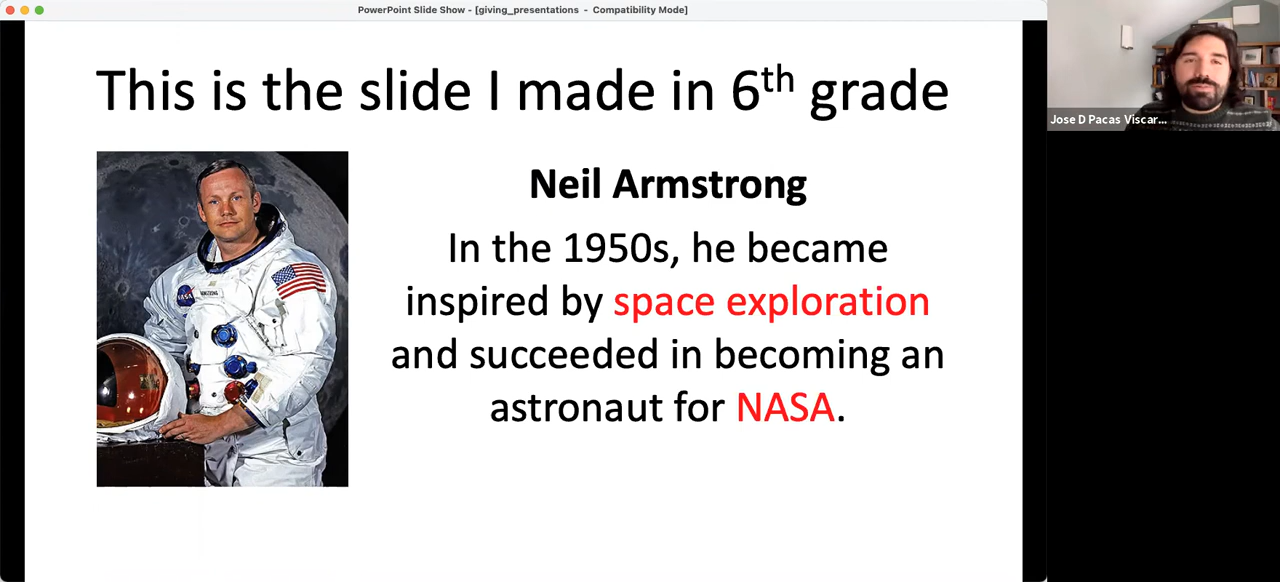 PowerPoint Slide Show - [giving_presentations - Compatibility Mode]
This is the slide I made in 6th grade
Jose D Pacas Viscar...
NASA
Neil Armstrong
In the 1950s, he became
inspired by space exploration
and succeeded in becoming an
astronaut for NASA.